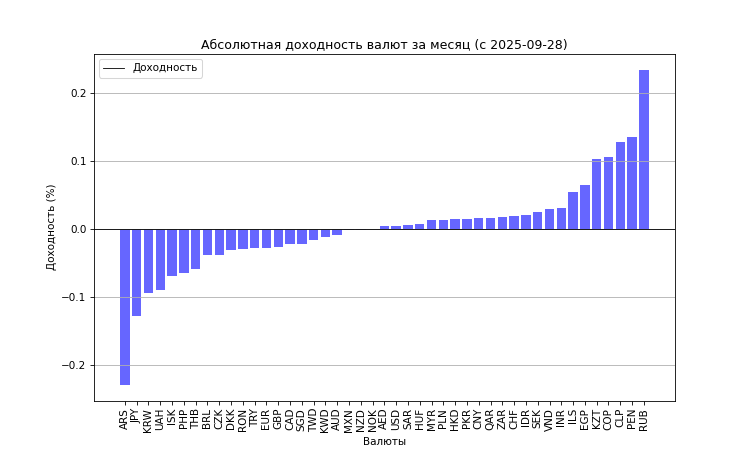 Абсолютная доходность валют за месяц (с 2025-09-28)
Доходность
Доходность (%)
0.2
0.1
0.0
−0.1
−0.2
ARS JPY KRW UAH ISK PHP THB BRL CZK DKK RON TRY EUR GBP CAD SGD TWD KWD AUD MXN NZD NOK AED USD SAR HUF MYR PLN HKD PKR CNY QAR ZAR CHF IDR SEK VND INR ILS EGP KZT COP CLP PEN RUB
Валюты